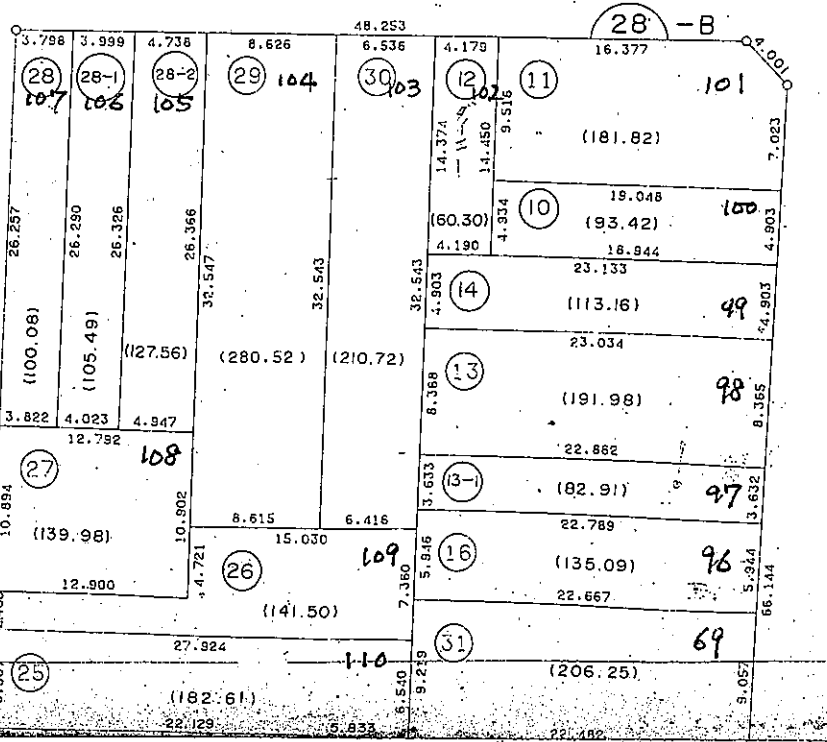 28 -B
48.253
3.798 3.999 4.738 8.626 6.536 4.179 16.377 4.001
28 28-1 28-2 29 104 30 103 12 102 11 101
107 106 105
9.516 7.023
14.374 14.450 (181.82)
19.048
10 (93.42) 100
(60.30) 4.934 4.903
4.190 18.944
26.257 26.290 26.326 26.366 32.547 32.543 32.543
23.133
4.903 14 (113.16) 99 4.903
23.034
(100.08) (105.49) (127.56) (280.52) (210.72)
8.368 13 (191.98) 98 8.365
3.822 4.023 4.947
12.792
27 108
22.862
3.633 13-1 (82.91) 97 3.632
10.894 (139.98) 10.902
8.615 6.416
22.789
15.030
4.721 26 109 7.360
5.946 16 (135.09) 96 5.944
12.900
22.667
66.144
(141.50)
27.924
31 69
25 110
(206.25)
(182.61) 6.540 9.219 9.057
22.129 5.833 22.482